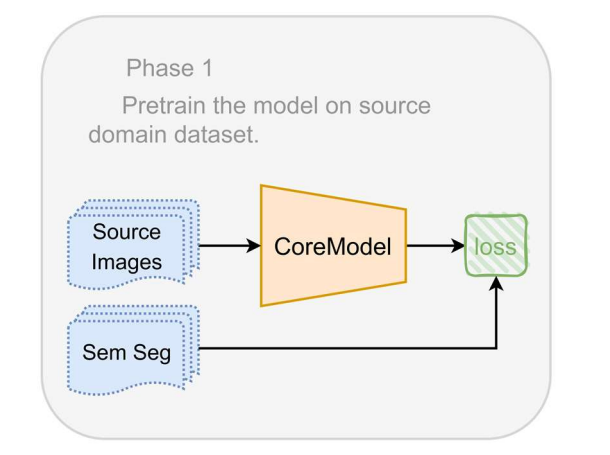 Phase 1
Pretrain the model on source
domain dataset.
Source
Images
CoreModel
loss
Sem Seg